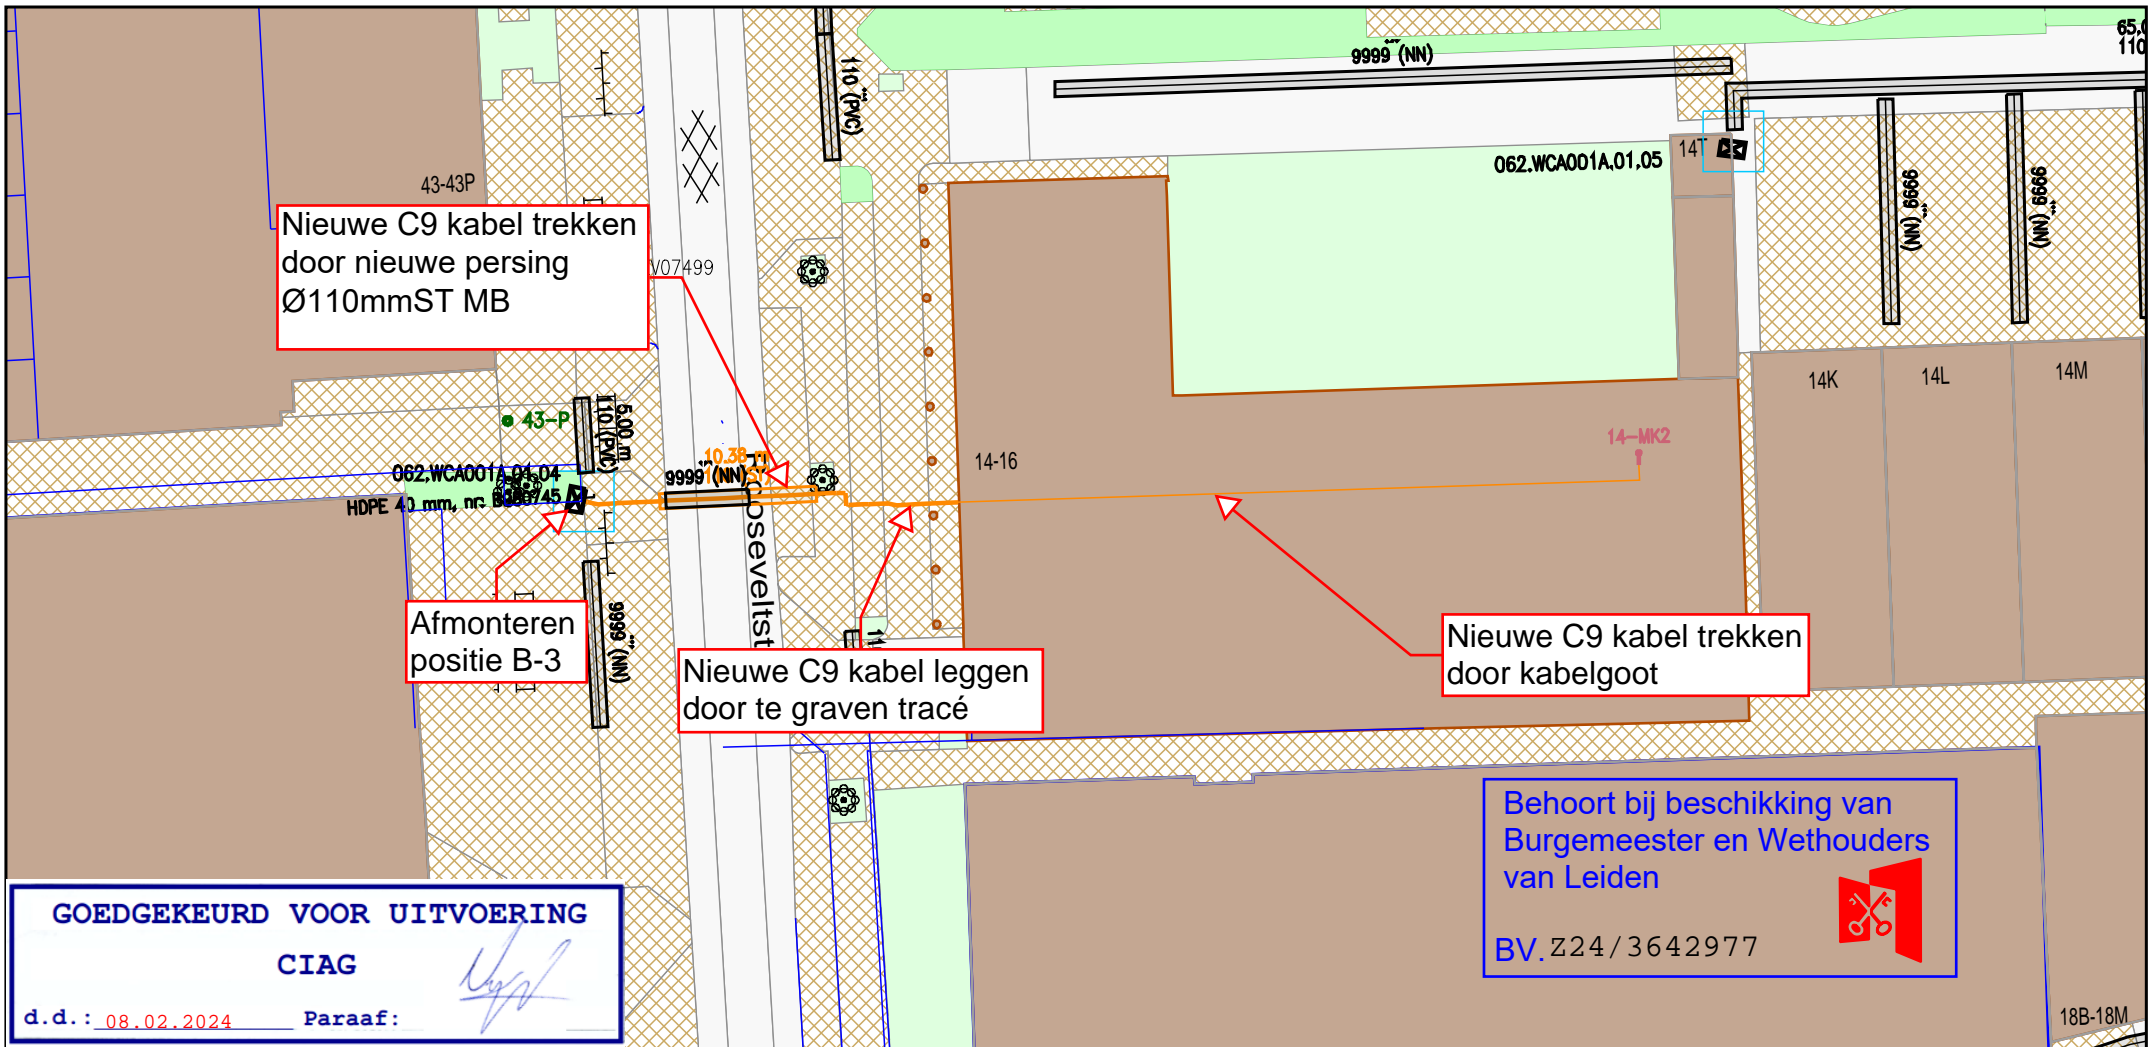 9999 (NN)
65.0
110
110 (PVC)
062.WCA001A.01.05
14T
43-43P
9999 (NN)
9999 (NN)
Nieuwe C9 kabel trekken
door nieuwe persing
Ø110mmST MB
V07499
14K
14L
14M
43-P
5.00 m
110 (PVC)
14-MK2
10.38
14-16
062.WCA001A.01.04
9999 (NN)
HDPE 40 mm, nr:
oseveltst
Afmonteren
positie B-3
9999 (NN)
Nieuwe C9 kabel leggen
door te graven tracé
Nieuwe C9 kabel trekken
door kabelgoot
Behoort bij beschikking van
Burgemeester en Wethouders
van Leiden
BV. Z24/3642977
GOEDGEKEURD VOOR UITVOERING
CIAG
d.d.: 08.02.2024 Paraaf:
18B-18M